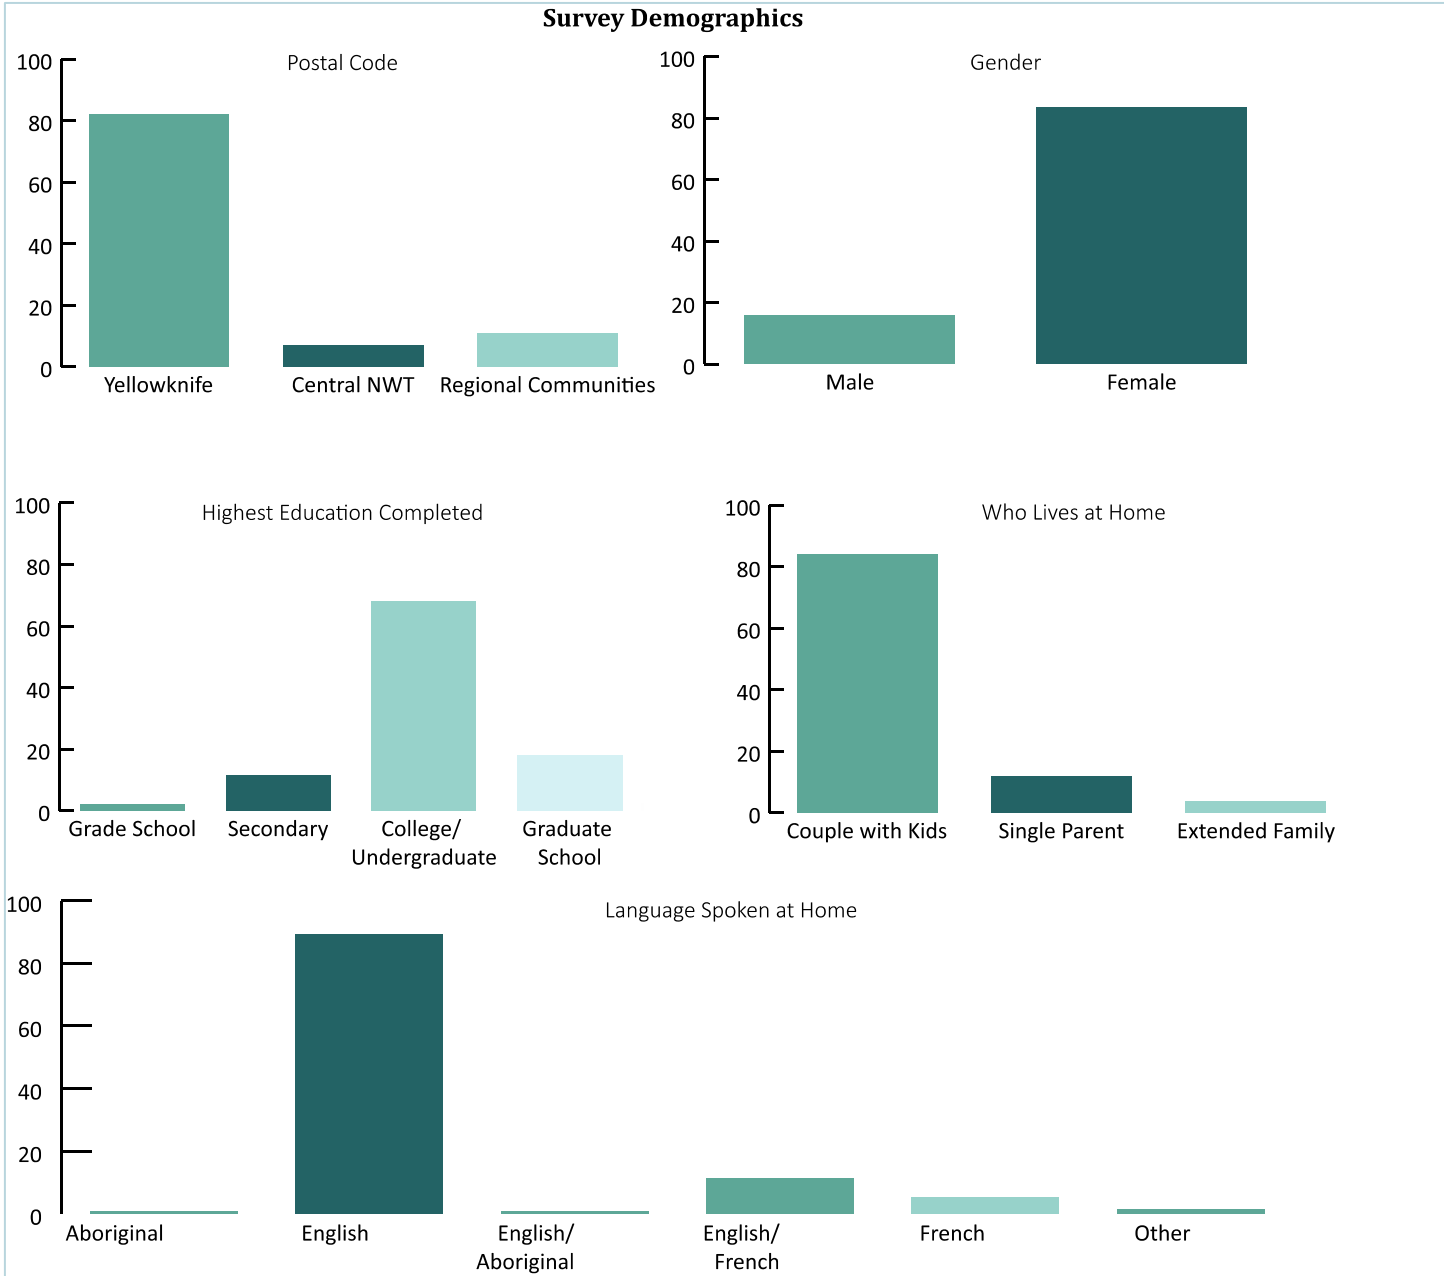 Survey Demographics
Postal Code
100
80
60
40
20
0
Yellowknife
Central NWT
Regional Communities
Gender
100
80
60
40
20
0
Male
Female
Highest Education Completed
100
80
60
40
20
0
Grade School
Secondary
College/
Undergraduate
Graduate
School
Who Lives at Home
100
80
60
40
20
0
Couple with Kids
Single Parent
Extended Family
Language Spoken at Home
100
80
60
40
20
0
Aboriginal
English
English/
Aboriginal
English/
French
French
Other